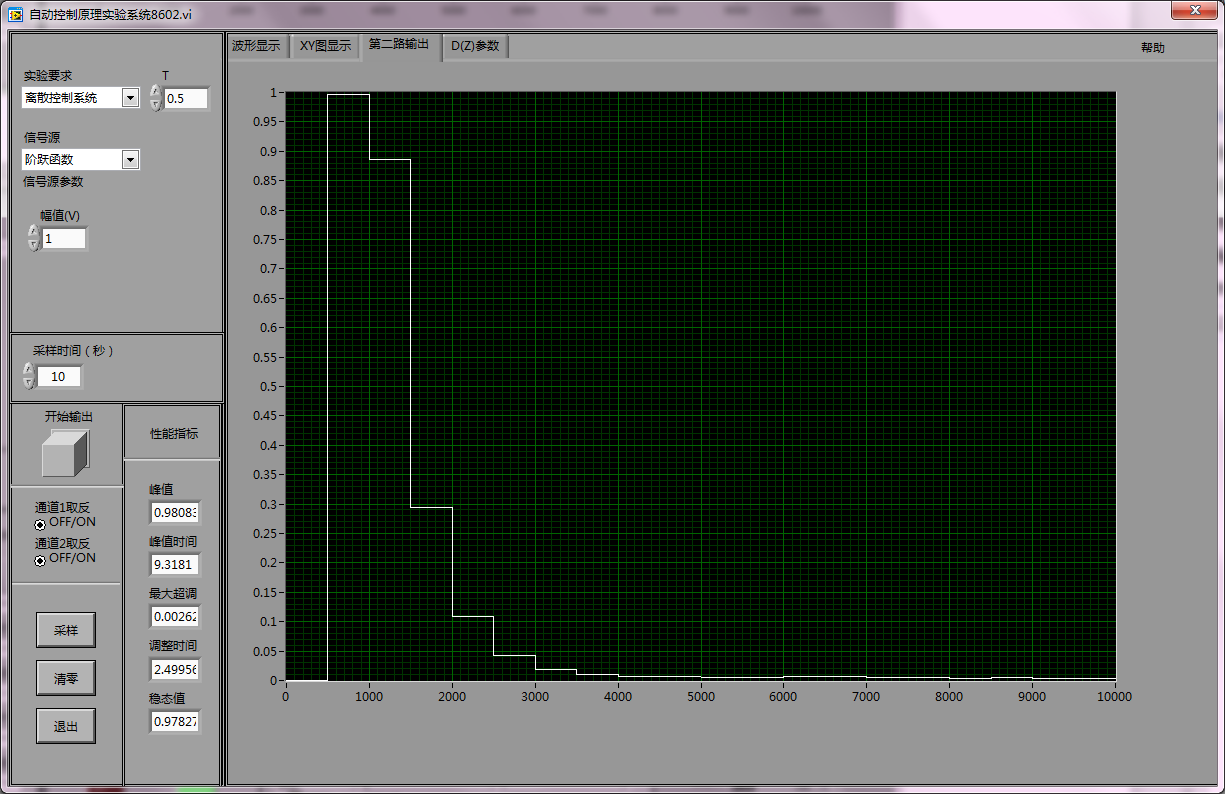 自动控制原理实验系统8602.vi
波形显示 XY图显示 第二路输出 D(Z)参数 帮助
实验要求 T
离散控制系统 0.5
信号源
阶跃函数
信号源参数
幅值(V)
1
采样时间(秒)
10
开始输出
通道1取反
OFF/ON
通道2取反
OFF/ON
采样
清零
退出
性能指标
峰值
0.9808
峰值时间
9.3181
最大超调
0.00262
调整时间
2.49956
稳态值
0.97827
1
0.95
0.9
0.85
0.8
0.75
0.7
0.65
0.6
0.55
0.5
0.45
0.4
0.35
0.3
0.25
0.2
0.15
0.1
0.05
0
0 1000 2000 3000 4000 5000 6000 7000 8000 9000 10000